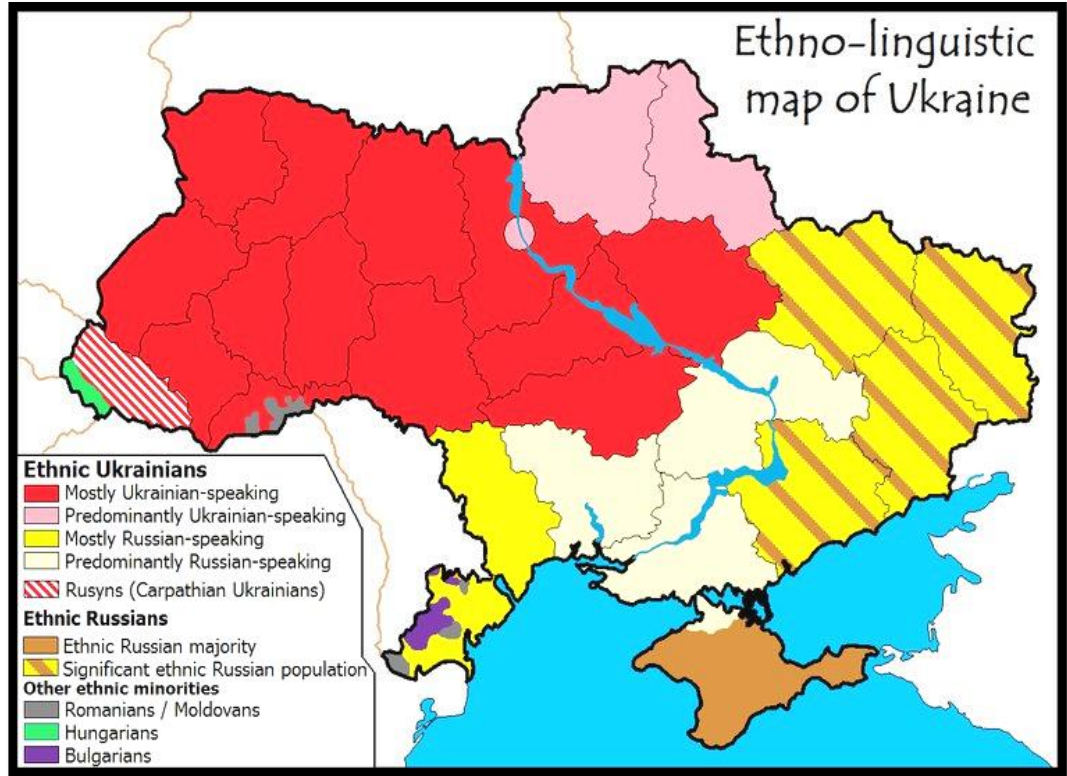 Ethno-linguistic
map of Ukraine
Ethnic Ukrainians
Mostly Ukrainian-speaking
Predominantly Ukrainian-speaking
Mostly Russian-speaking
Predominantly Russian-speaking
Rusyns (Carpathian Ukrainians)
Ethnic Russians
Ethnic Russian majority
Significant ethnic Russian population
Other ethnic minorities
Romanians / Moldovans
Hungarians
Bulgarians